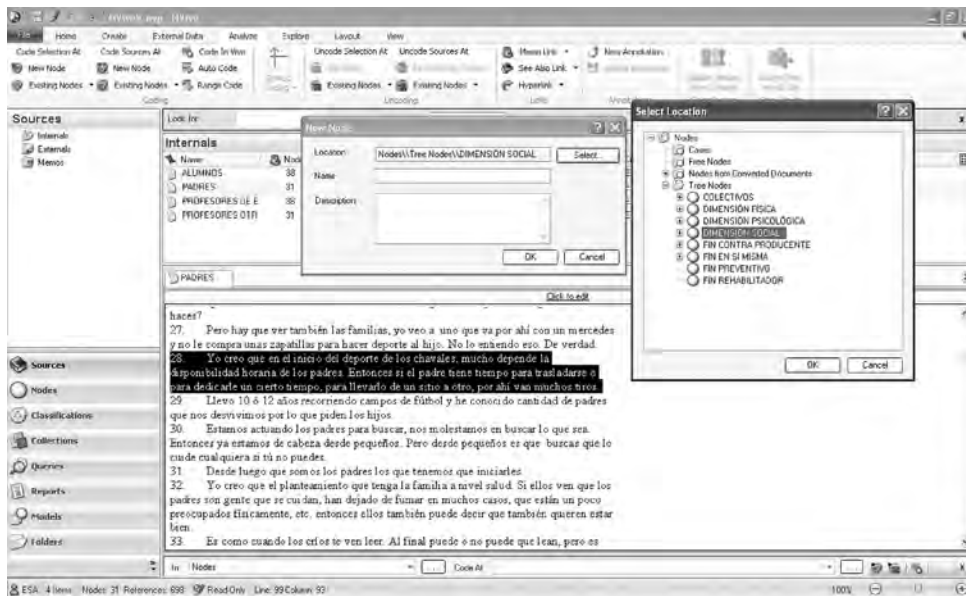 Home Create External Data Analyze Explore Layout View
Code Selection At Code Sources At Code In Vivo Uncode Selection At Uncode Sources At Memo Link New Annotation
New Node New Node Auto Code See Also Link
Existing Nodes Existing Nodes Range Code Existing Nodes Existing Nodes Hyperlink
Coding Uncoding Links
Sources
Internals
Externals
Memos
Look for
Internals
Name
ALUMNOS 38
PADRES 31
PROFESORES DE E 38
PROFESORES OTR 31
New Node
Location Nodes\\Tree Nodes\\DIMENSIÓN SOCIAL Select...
Name
Description
OK Cancel
Select Location
Nodes
Cases
Free Nodes
Nodes from Converted Documents
Tree Nodes
COLECTIVOS
DIMENSIÓN FÍSICA
DIMENSIÓN PSICOLÓGICA
DIMENSIÓN SOCIAL
FIN CONTRA PRODUCENTE
FIN EN SI MISMA
FIN PREVENTIVO
FIN REHABILITADOR
OK Cancel
PADRES
Click to edit
haces?
27. Pero hay que ver también las familias, yo veo a uno que va por ahí con un mercedes
y no le compra unas zapatillas para hacer deporte al hijo. No lo entiendo eso. De verdad.
28. Yo creo que en el inicio del deporte de los chavales, mucho depende la
disponibilidad horaria de los padres. Entonces si el padre tiene tiempo para trasladarse o
para dedicarle un cierto tiempo, para llevarlo de un sitio a otro, por ahí van muchos tiros.
29. Llevo 10 ó 12 años recorriendo campos de fútbol y he conocido cantidad de padres
que nos desvivimos por lo que piden los hijos.
30. Estamos actuando los padres para buscar, nos molestamos en buscar lo que sea.
Entonces ya estamos de cabeza desde pequeños. Pero desde pequeños es que buscas que lo
cuide cualquiera si tú no puedes.
31. Desde luego que somos los padres los que tenemos que iniciarles.
32. Yo creo que el planteamiento que tenga la familia a nivel salud. Si ellos ven que los
padres son gente que se cuidan, han dejado de fumar en muchos casos, que están un poco
preocupados físicamente, etc. entonces ellos también puede decir que también quieren estar
bien.
33. Es como cuando los críos te ven leer. Al final puede o no puede que lean, pero es
Sources
Nodes
Classifications
Collections
Queries
Reports
Models
Folders
In Nodes Code At
ESA 4 Items Nodes: 31 References: 693 Read Only Line: 99 Column: 93 100%